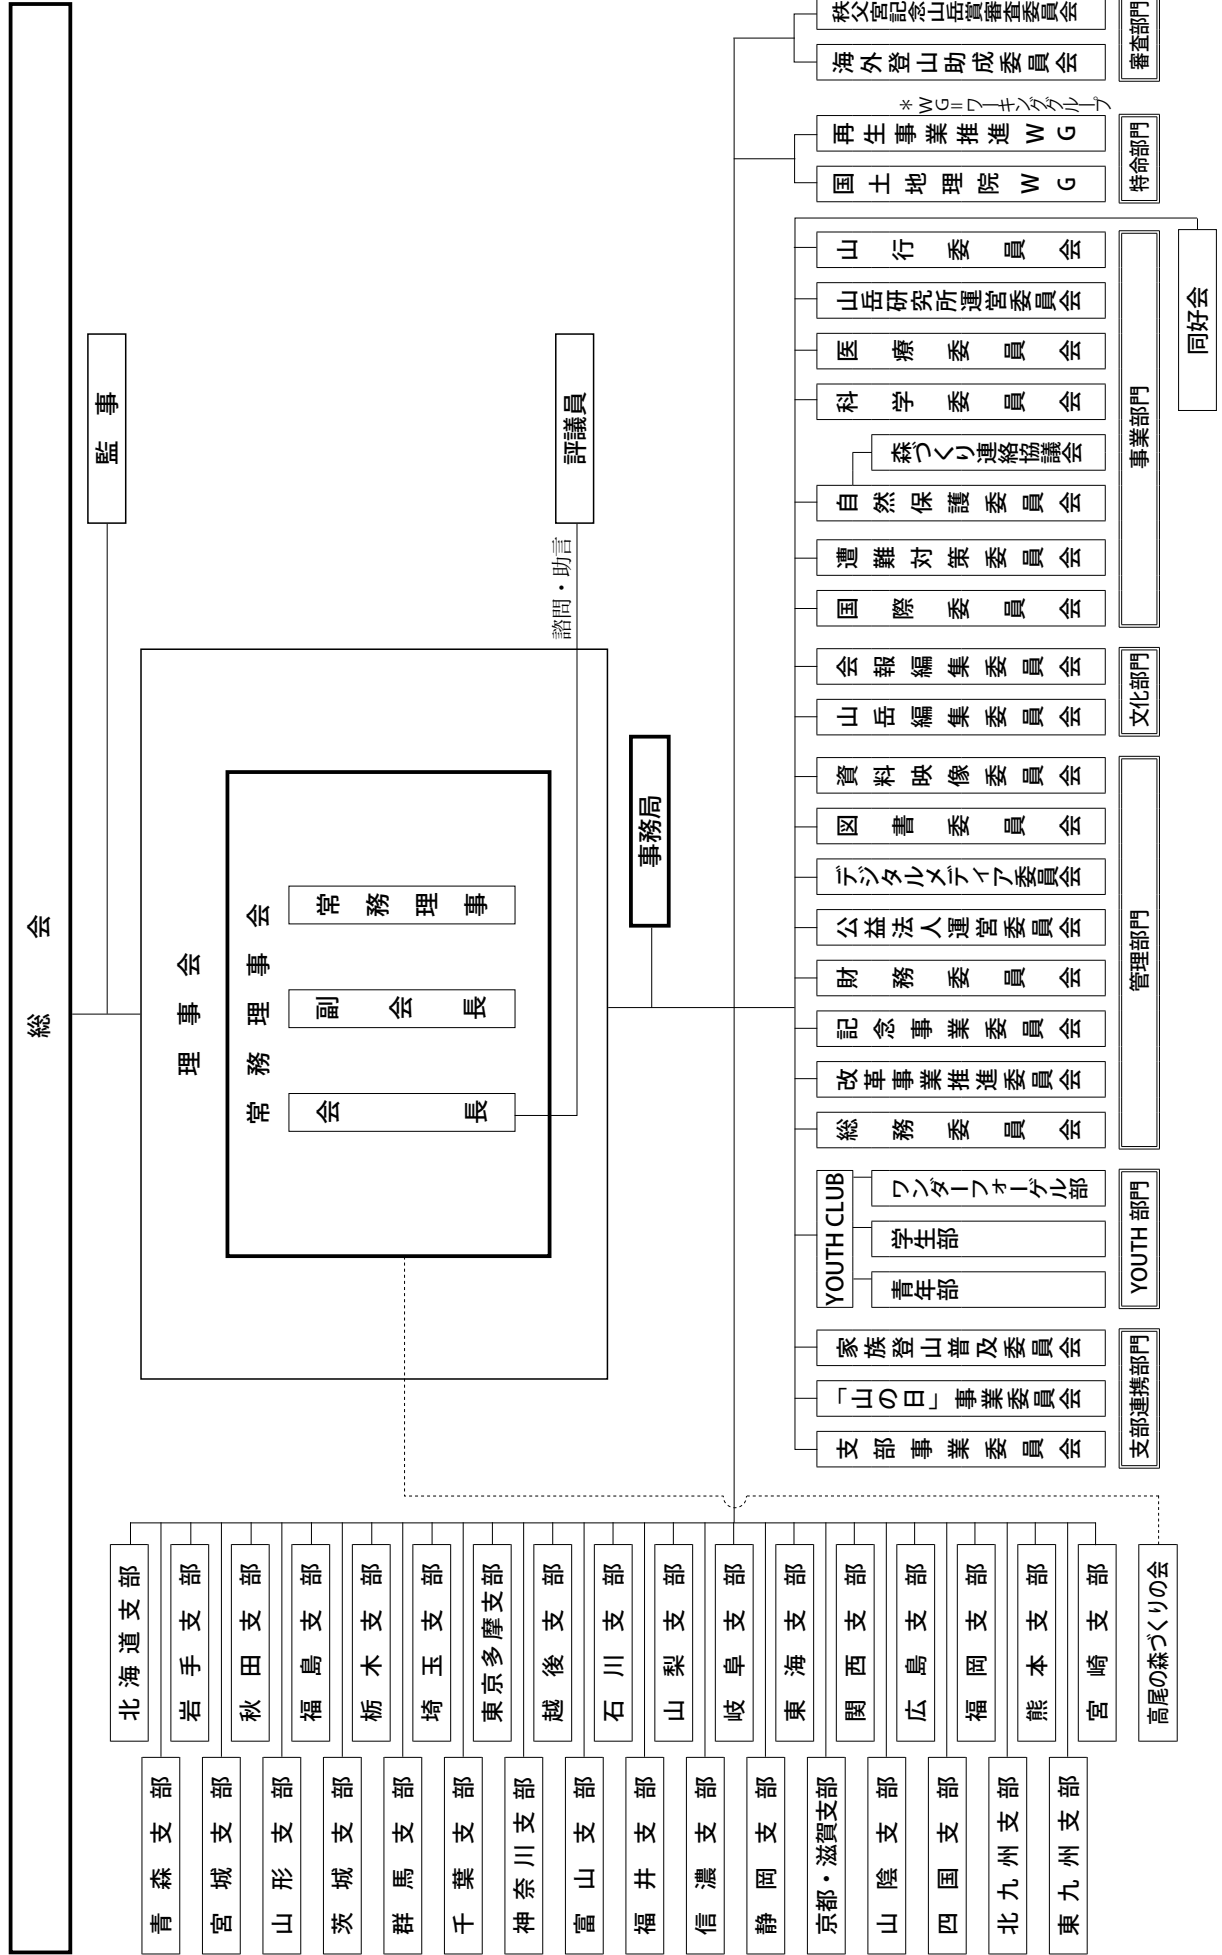 総会
監事
理事会
常務理事会
会長
副会長
常務理事
諮問・助言
評議員
事務局
北海道支部
青森支部
岩手支部
宮城支部
秋田支部
山形支部
福島支部
茨城支部
栃木支部
群馬支部
埼玉支部
千葉支部
東京多摩支部
神奈川支部
越後支部
富山支部
石川支部
福井支部
山梨支部
信濃支部
岐阜支部
静岡支部
東海支部
京都・滋賀支部
関西支部
山陰支部
広島支部
四国支部
福岡支部
北九州支部
熊本支部
東九州支部
宮崎支部
高尾の森づくりの会
支部事業委員会
「山の日」事業委員会
家族登山普及委員会
支部連携部門
YOUTH CLUB
青年部
学生部
ワンダーフォーゲル部
YOUTH 部門
総務委員会
改革事業推進委員会
記念事業委員会
財務委員会
公益法人運営委員会
デジタルメディア委員会
図書委員会
資料映像委員会
管理部門
山岳編集委員会
会報編集委員会
文化部門
国際委員会
遭難対策委員会
自然保護委員会
森づくり連絡協議会
科学委員会
医療委員会
山岳研究所運営委員会
山行委員会
事業部門
同好会
国土地理院WG
再生事業推進WG
*WG=ワーキンググループ
特命部門
海外登山助成委員会
秩父宮記念山岳賞審査委員会
審査部門